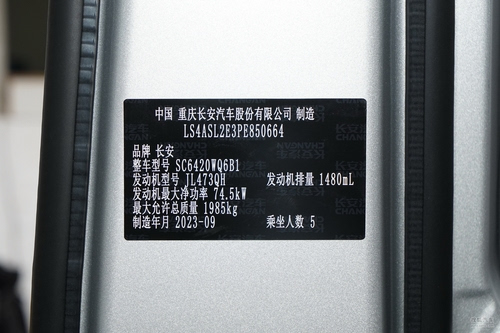 中国 重庆长安汽车股份有限公司 制造
LS4ASL2E3PE850664
品牌 长安
整车型号 SC6420WQ6B1
发动机型号 JL473QH 发动机排量 1480mL
发动机最大净功率 74.5kW
最大允许总质量 1985kg
制造年月 2023-09 乘坐人数 5